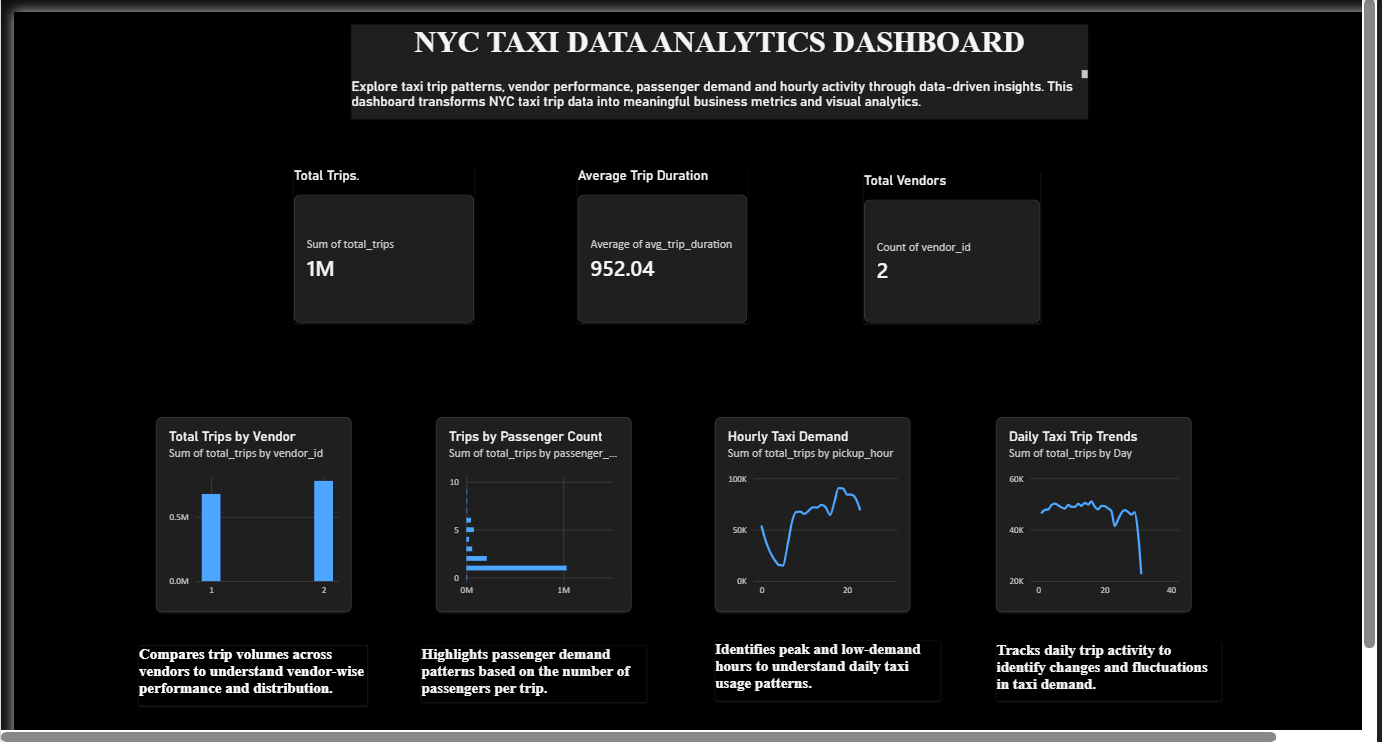 NYC TAXI DATA ANALYTICS DASHBOARD
Explore taxi trip patterns, vendor performance, passenger demand and hourly activity through data-driven insights. This
dashboard transforms NYC taxi trip data into meaningful business metrics and visual analytics.
Total Trips.
Sum of total_trips
1M
Average Trip Duration
Average of avg_trip_duration
952.04
Total Vendors
Count of vendor_id
2
Total Trips by Vendor
Sum of total_trips by vendor_id
0.5M
0.0M
1 2
Trips by Passenger Count
Sum of total_trips by passenger_...
10
5
0
0M 1M
Hourly Taxi Demand
Sum of total_trips by pickup_hour
100K
50K
0K
0 20
Daily Taxi Trip Trends
Sum of total_trips by Day
60K
40K
20K
0 20 40
Compares trip volumes across
vendors to understand vendor-wise
performance and distribution.
Highlights passenger demand
patterns based on the number of
passengers per trip.
Identifies peak and low-demand
hours to understand daily taxi
usage patterns.
Tracks daily trip activity to
identify changes and fluctuations
in taxi demand.